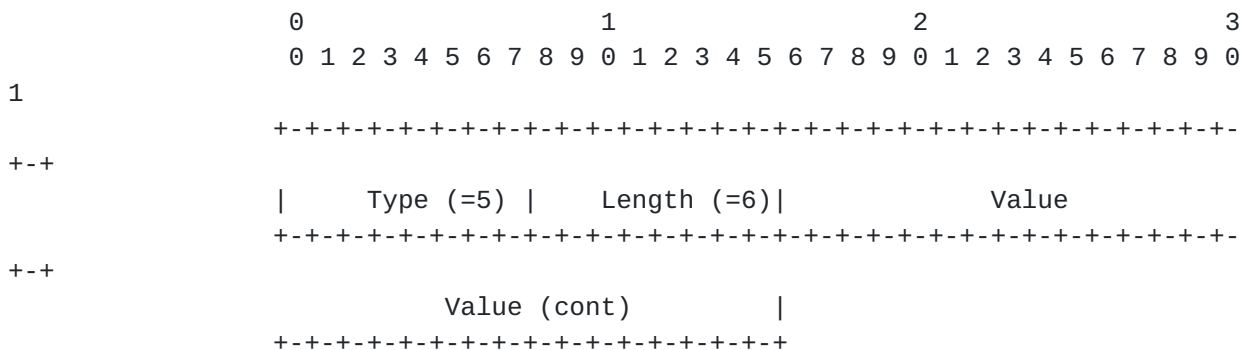 0                   1                   2                   3
0 1 2 3 4 5 6 7 8 9 0 1 2 3 4 5 6 7 8 9 0 1 2 3 4 5 6 7 8 9 0
1
+-+-+-+-+-+-+-+-+-+-+-+-+-+-+-+-+-+-+-+-+-+-+-+-+-+-+-+-+-+-+-
+-+
|     Type (=5) |    Length (=6)|             Value
+-+-+-+-+-+-+-+-+-+-+-+-+-+-+-+-+-+-+-+-+-+-+-+-+-+-+-+-+-+-+-
+-+
Value (cont)         |
+-+-+-+-+-+-+-+-+-+-+-+-+-+-+-+-+